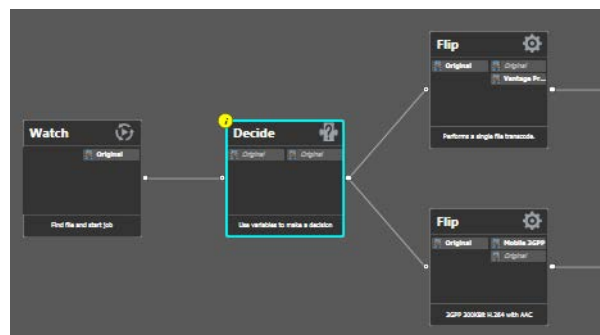 Flip
Original Original
Vantage Pr...
Performs a single file transcode.
Watch
Original
Find file and start job
i
Decide
Original Original
Use variables to make a decision
Flip
Original Mobile 3GPP
Original
3GPP 300KBit H.264 with AAC